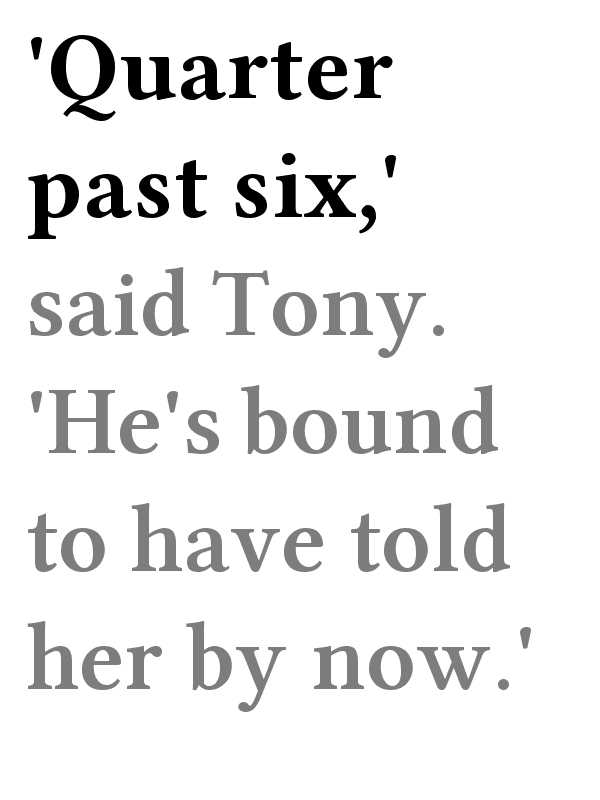 'Quarter
past six,'
said Tony.
'He's bound
to have told
her by now.'